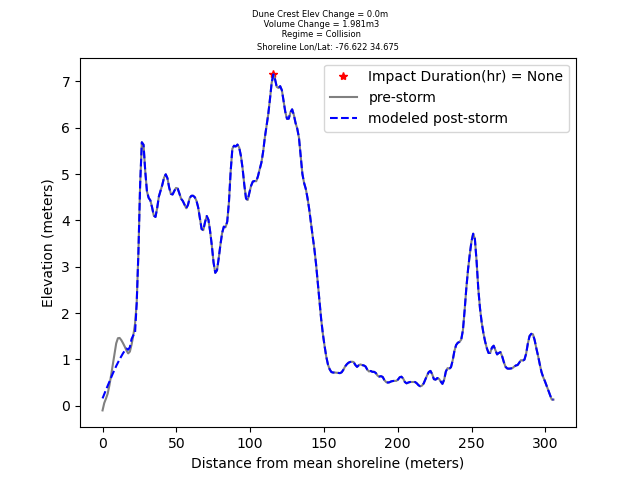 Dune Crest Elev Change = 0.0m
Volume Change = 1.981m3
Regime = Collision
Shoreline Lon/Lat: -76.622 34.675
Impact Duration(hr) = None
pre-storm
modeled post-storm
7
6
5
4
3
2
1
0
Elevation (meters)
0 50 100 150 200 250 300
Distance from mean shoreline (meters)